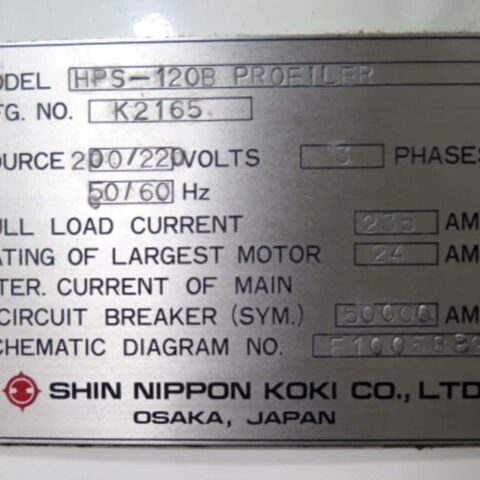 ODEL HPS-120B PROFILER
FG. NO. K2165
OURCE 200/220 VOLTS 3 PHASES
50/60 Hz
ULL LOAD CURRENT 235 AM
ATING OF LARGEST MOTOR 24 AM
TER. CURRENT OF MAIN
CIRCUIT BREAKER (SYM.) 50000 AM
CHEMATIC DIAGRAM NO.
SHIN NIPPON KOKI CO., LTD
OSAKA, JAPAN